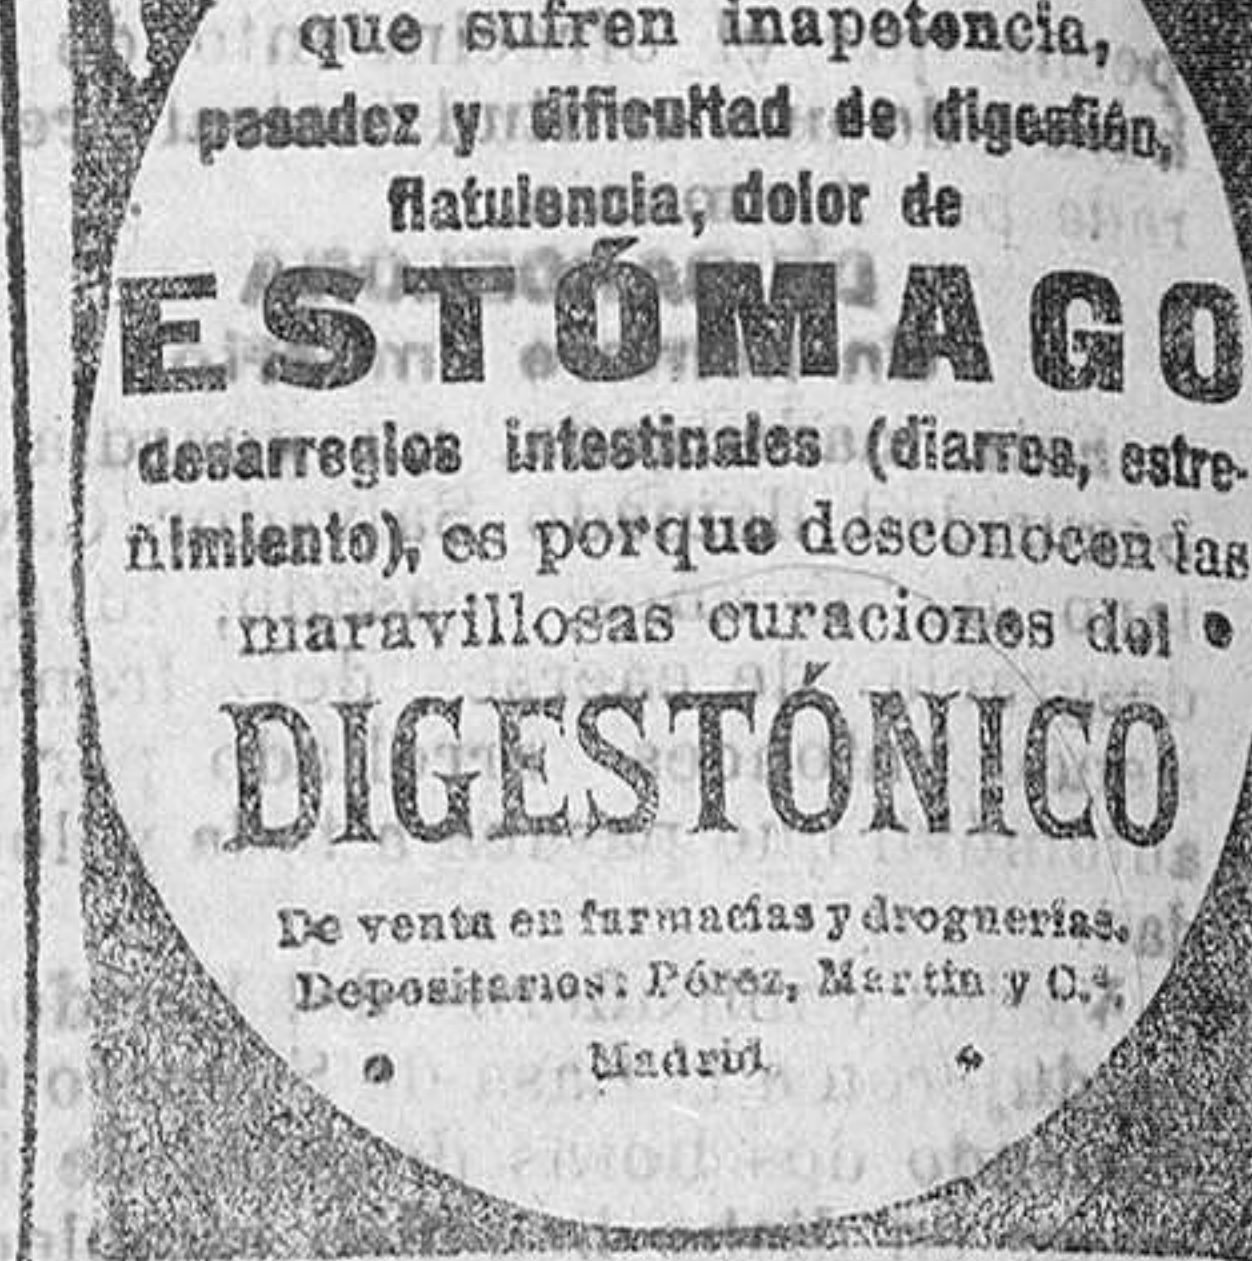 que sufren inapetencia,
pesadez y dificultad de digestión,
flatulencia, dolor de
ESTÓMAGO
desarreglos intestinales (diarrea, estre-
ñimiento), es porque desconocen las
maravillosas curaciones del •
DIGESTÓNICO
De venta en farmacias y droguerías.
Depositarios: Pérez, Martín y C.ª,
• Madrid •